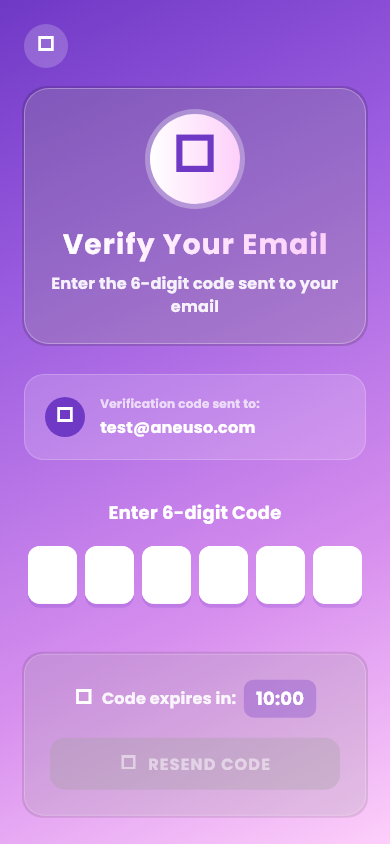 Verify Your Email
Enter the 6-digit code sent to your
email
Verification code sent to:
test@aneuso.com
Enter 6-digit Code
Code expires in: 10:00
RESEND CODE